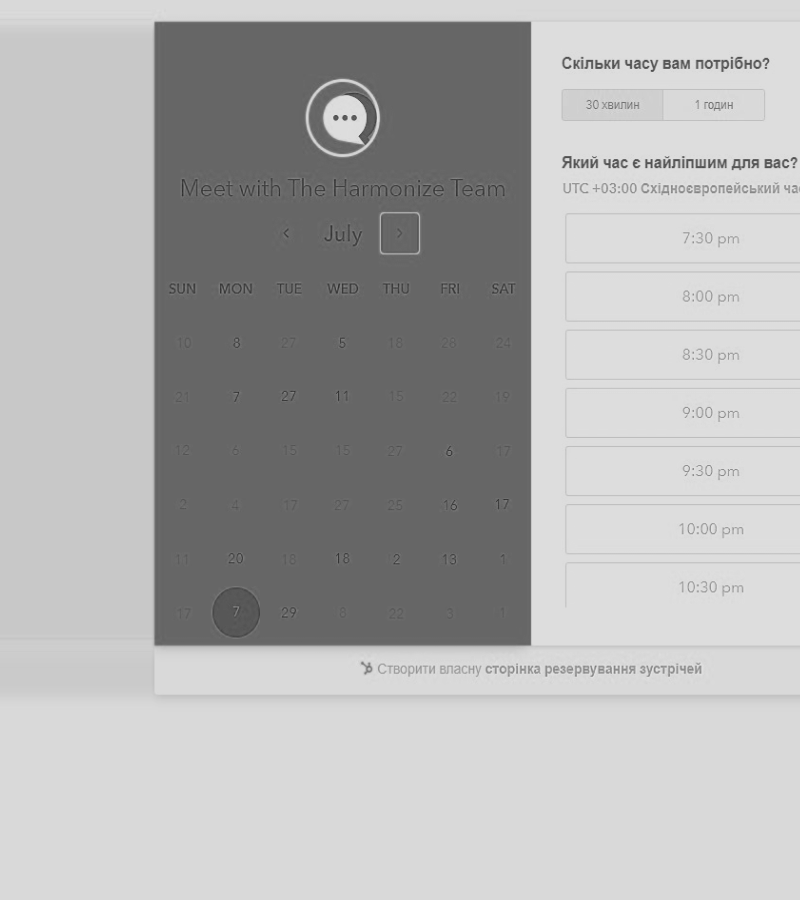 Meet with The Harmonize Team
July
SUN MON TUE WED THU FRI SAT
10 8 27 5 18 26 24
21 7 27 11 15 22 19
12 6 15 15 27 6 17
2 4 17 27 25 16 17
11 20 18 18 2 13 1
17 7 29 8 22 3 1
Скільки часу вам потрібно?
30 хвилин 1 годин
Який час є найліпшим для вас?
UTC +03:00 Східноєвропейський
7:30 pm
8:00 pm
8:30 pm
9:00 pm
9:30 pm
10:00 pm
10:30 pm
Створити власну сторінка резервування зустрічей